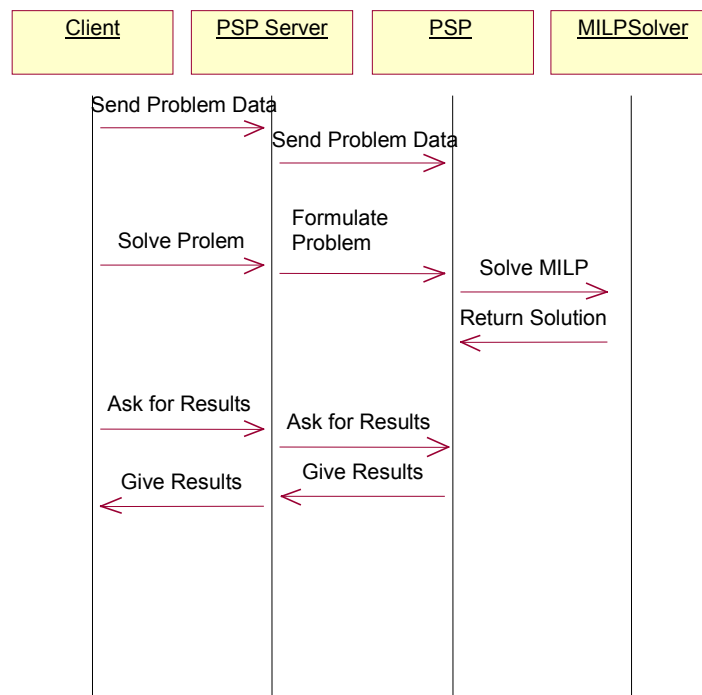 Client
PSP Server
PSP
MILPSolver
Send Problem Data
Send Problem Data
Solve Prolem
Formulate
Problem
Solve MILP
Return Solution
Ask for Results
Ask for Results
Give Results
Give Results